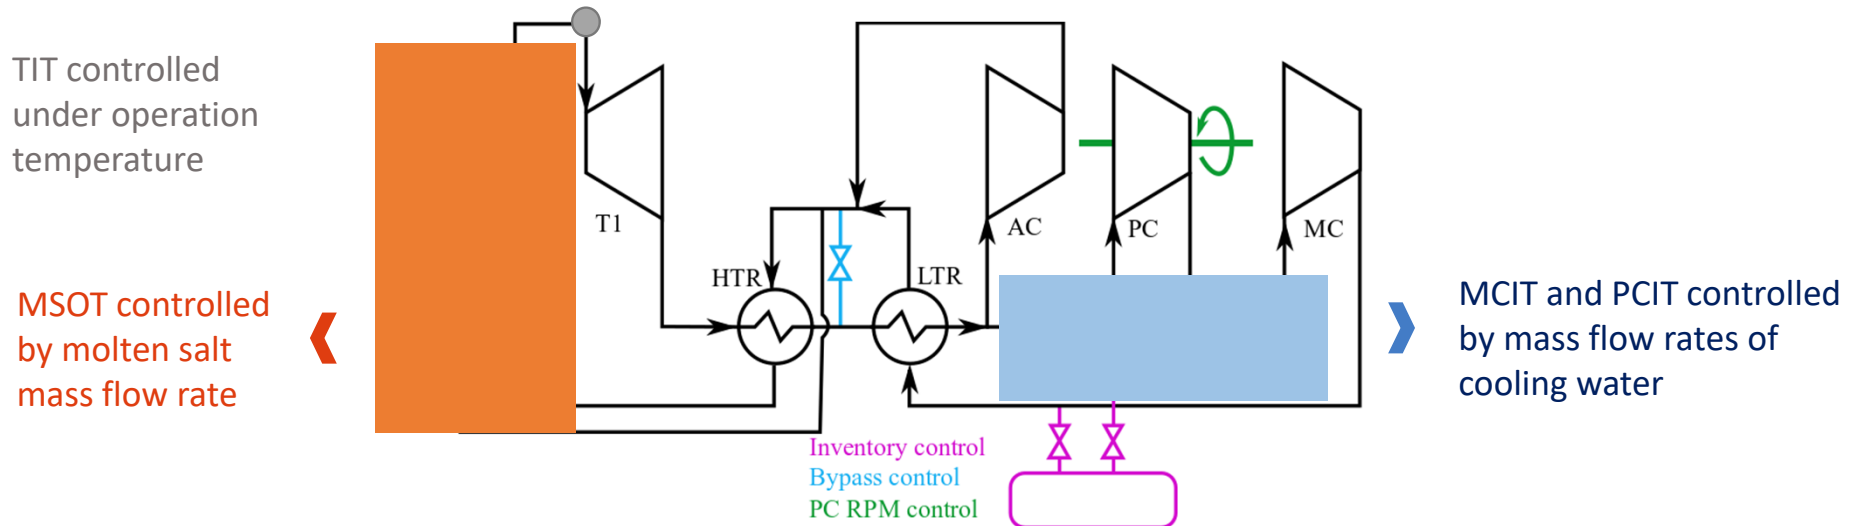 TIT controlled
under operation
temperature
MSOT controlled
by molten salt
mass flow rate
T1
HTR
LTR
AC
PC
MC
MCIT and PCIT controlled
by mass flow rates of
cooling water
Inventory control
Bypass control
PC RPM control